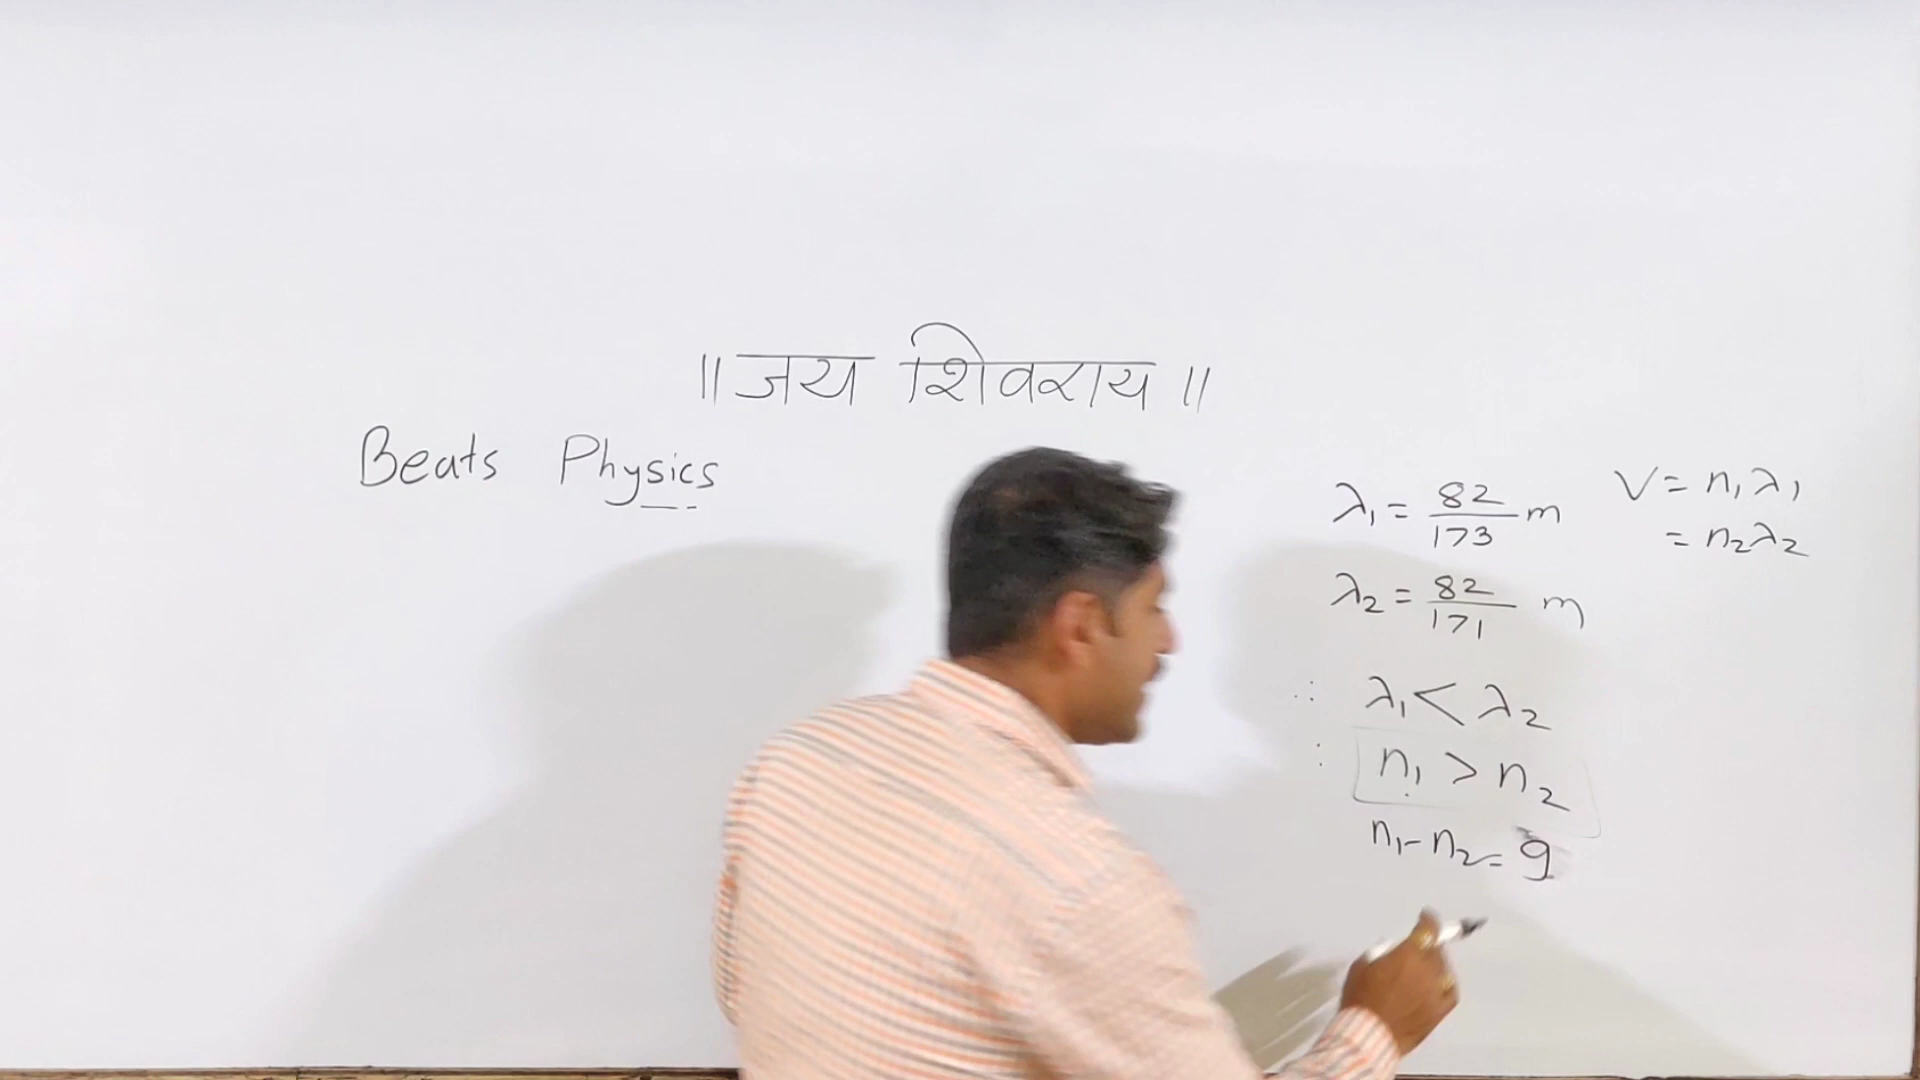 ॥ जय शिवराय ॥
Beats Physics
λ₁ = 82/173 m
λ₂ = 82/171 m
∴ λ₁ < λ₂
: n₁ > n₂
n₁ - n₂ = 9
V = n₁λ₁
= n₂λ₂